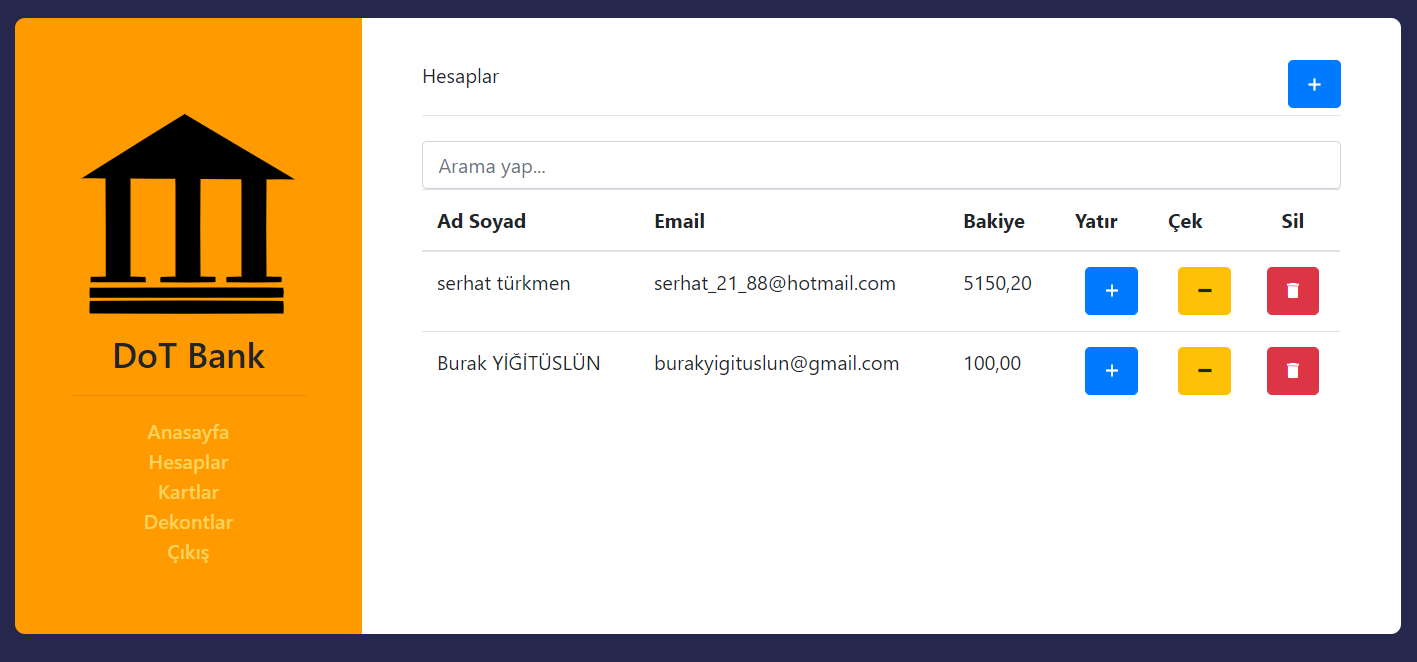 DoT Bank
Anasayfa
Hesaplar
Kartlar
Dekontlar
Çıkış
Hesaplar
Arama yap...
Ad Soyad Email Bakiye Yatır Çek Sil
serhat türkmen serhat_21_88@hotmail.com 5150,20
Burak YİĞİTÜSLÜN burakyigituslun@gmail.com 100,00